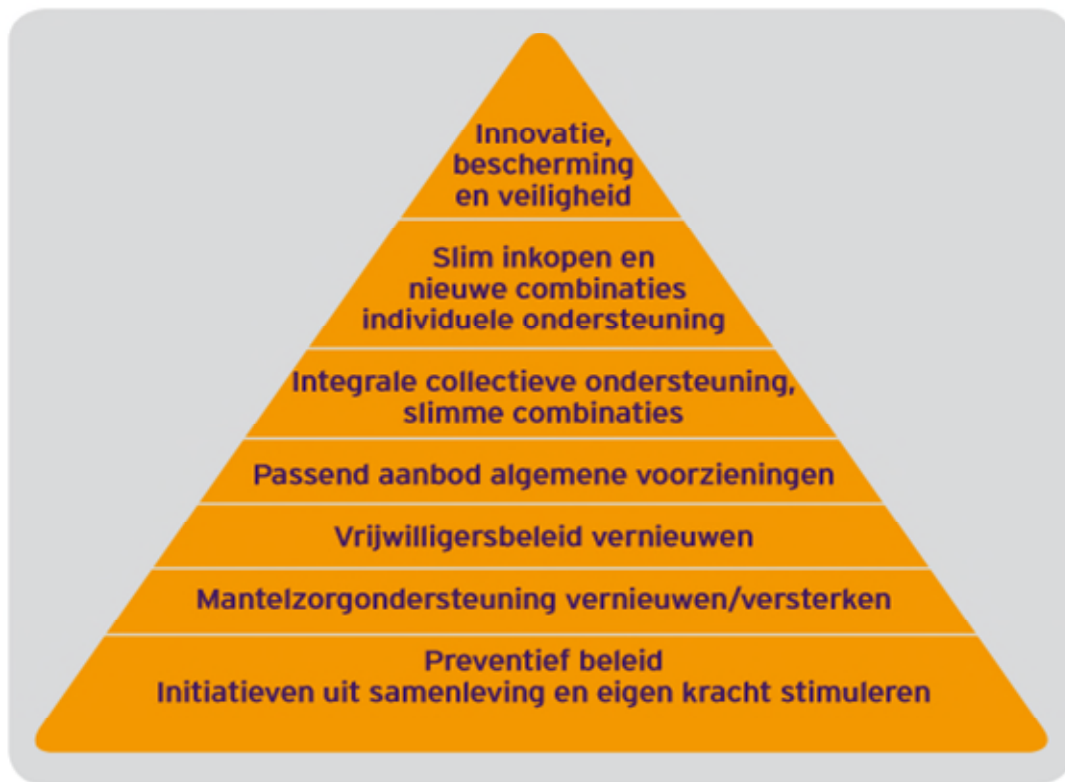 Innovatie,
bescherming
en veiligheid
Slim inkopen en
nieuwe combinaties
individuele ondersteuning
Integrale collectieve ondersteuning,
slimme combinaties
Passend aanbod algemene voorzieningen
Vrijwilligersbeleid vernieuwen
Mantelzorgondersteuning vernieuwen/versterken
Preventief beleid
Initiatieven uit samenleving en eigen kracht stimuleren